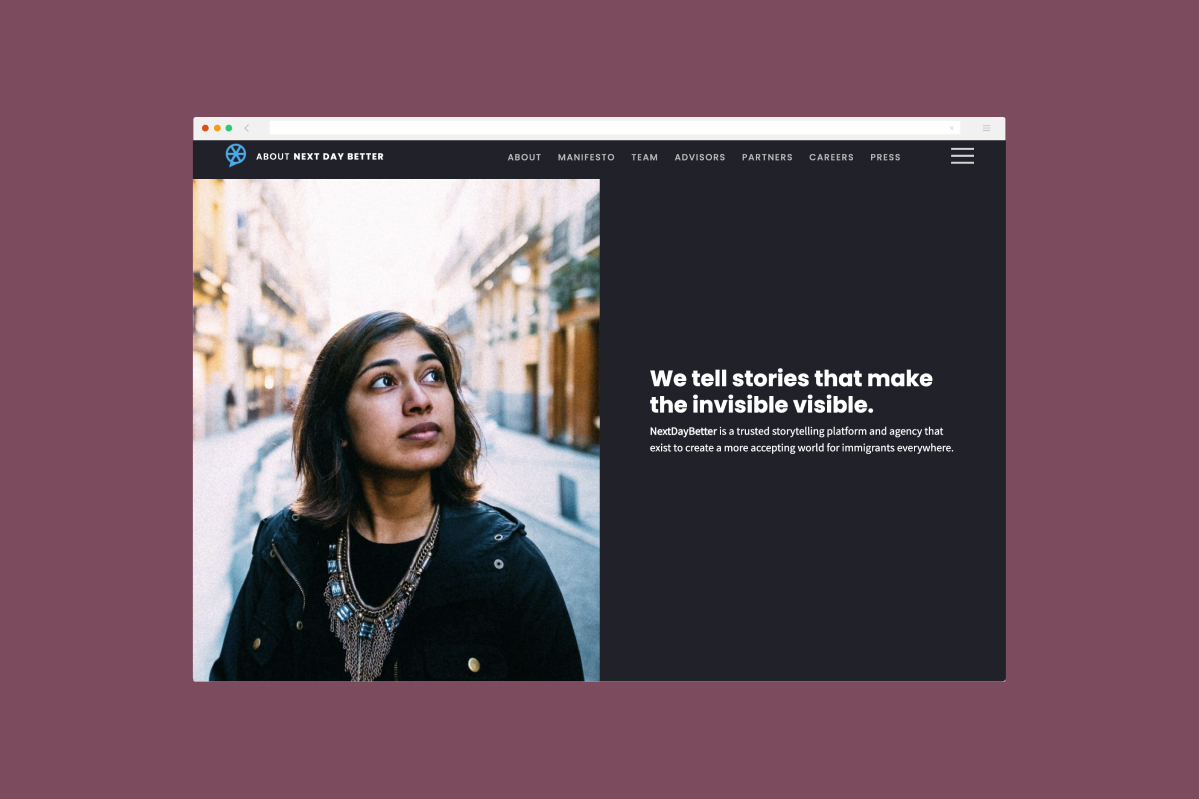 ABOUT NEXT DAY BETTER
ABOUT MANIFESTO TEAM ADVISORS PARTNERS CAREERS PRESS
We tell stories that make
the invisible visible.
NextDayBetter is a trusted storytelling platform and agency that
exist to create a more accepting world for immigrants everywhere.